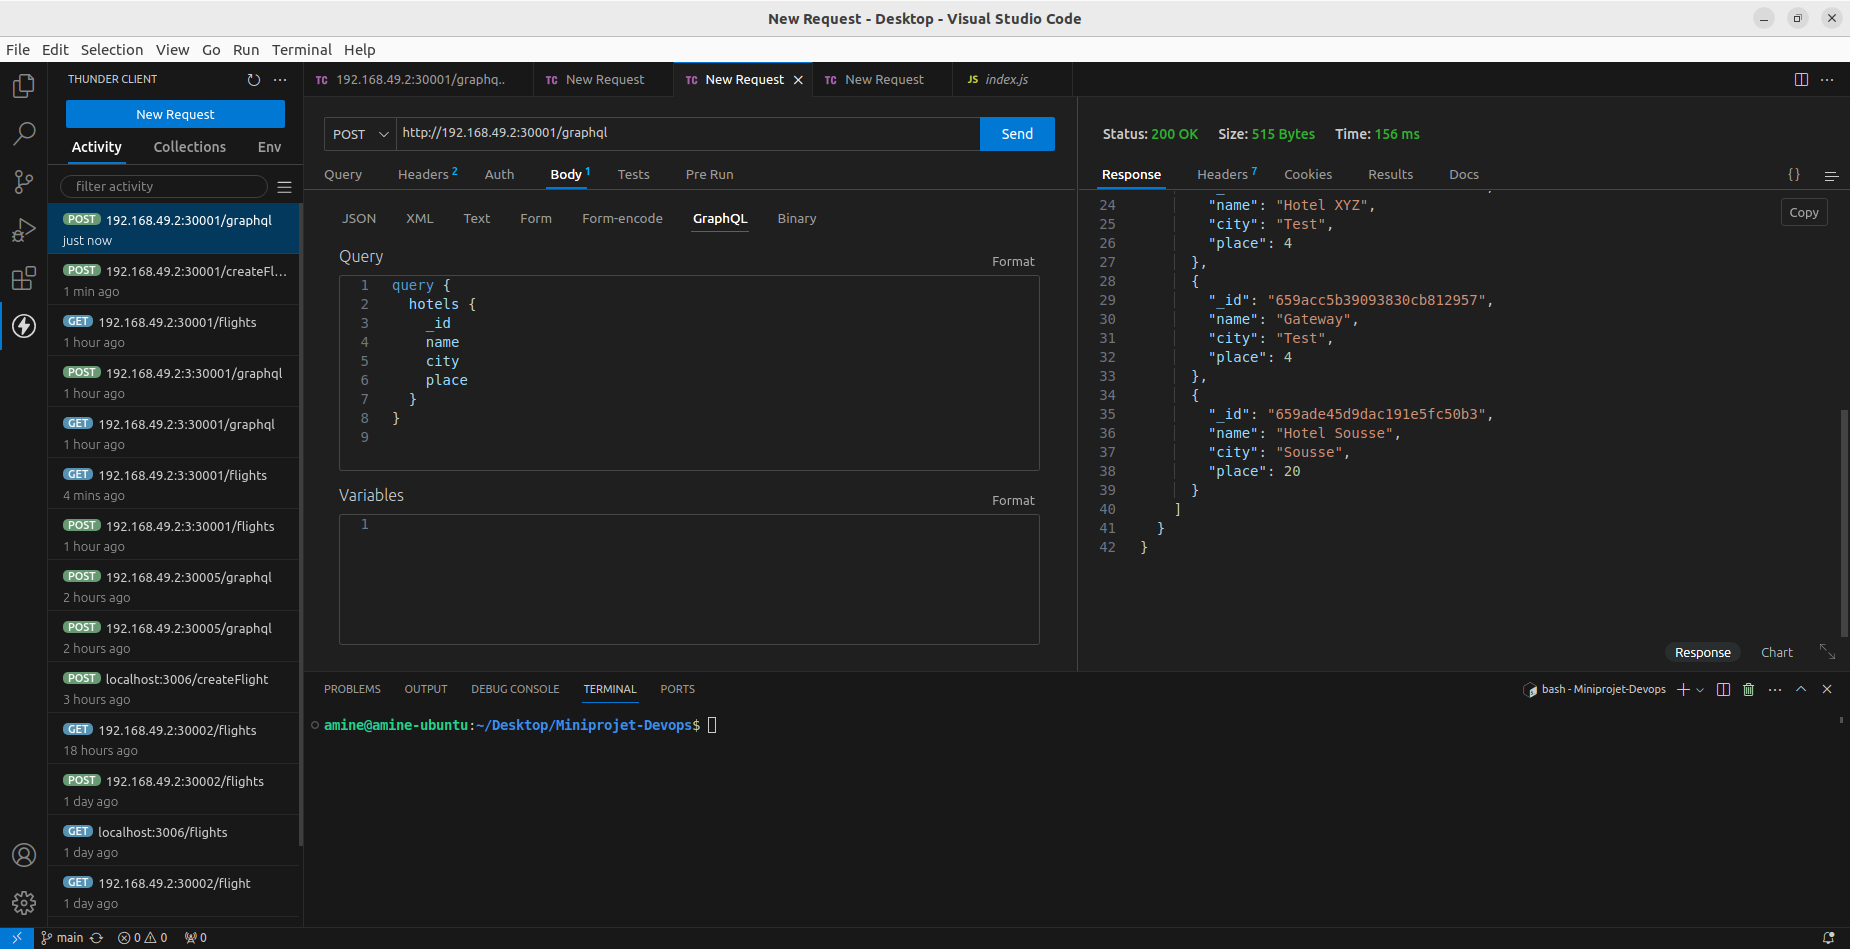 New Request - Desktop - Visual Studio Code
File Edit Selection View Go Run Terminal Help
THUNDER CLIENT
New Request
Activity Collections Env
filter activity
POST 192.168.49.2:30001/graphql
just now
POST 192.168.49.2:30001/createFl...
1 min ago
GET 192.168.49.2:30001/flights
1 hour ago
POST 192.168.49.2:3:30001/graphql
1 hour ago
GET 192.168.49.2:3:30001/graphql
1 hour ago
GET 192.168.49.2:3:30001/flights
4 mins ago
POST 192.168.49.2:3:30001/flights
1 hour ago
POST 192.168.49.2:30005/graphql
2 hours ago
POST 192.168.49.2:30005/graphql
2 hours ago
POST localhost:3006/createFlight
3 hours ago
GET 192.168.49.2:30002/flights
18 hours ago
POST 192.168.49.2:30002/flights
1 day ago
GET localhost:3006/flights
1 day ago
GET 192.168.49.2:30002/flight
1 day ago
TC 192.168.49.2:30001/graphq.. TC New Request TC New Request TC New Request JS index.js
POST http://192.168.49.2:30001/graphql Send
Query Headers 2 Auth Body 1 Tests Pre Run
JSON XML Text Form Form-encode GraphQL Binary
Query
Format
1 query {
2 hotels {
3 _id
4 name
5 city
6 place
7 }
8 }
9
Variables
Format
1
Status: 200 OK Size: 515 Bytes Time: 156 ms
Response Headers 7 Cookies Results Docs {}
Copy
24 "name": "Hotel XYZ",
25 "city": "Test",
26 "place": 4
27 },
28 {
29 "_id": "659acc5b39093830cb812957",
30 "name": "Gateway",
31 "city": "Test",
32 "place": 4
33 },
34 {
35 "_id": "659ade45d9dac191e5fc50b3",
36 "name": "Hotel Sousse",
37 "city": "Sousse",
38 "place": 20
39 }
40 ]
41 }
42 }
Response Chart
PROBLEMS OUTPUT DEBUG CONSOLE TERMINAL PORTS
bash - Miniprojet-Devops
amine@amine-ubuntu:~/Desktop/Miniprojet-Devops$
main 0 0 0